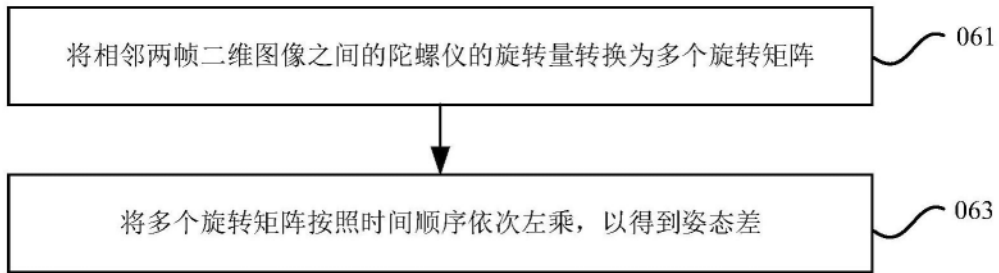 将相邻两帧二维图像之间的陀螺仪的旋转量转换为多个旋转矩阵
061
将多个旋转矩阵按照时间顺序依次左乘，以得到姿态差
063